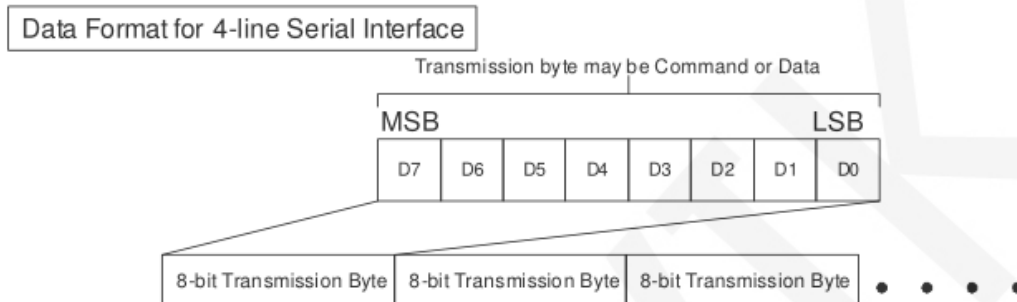 Data Format for 4-line Serial Interface
Transmission byte may be Command or Data
MSB LSB
D7 D6 D5 D4 D3 D2 D1 D0
8-bit Transmission Byte 8-bit Transmission Byte 8-bit Transmission Byte